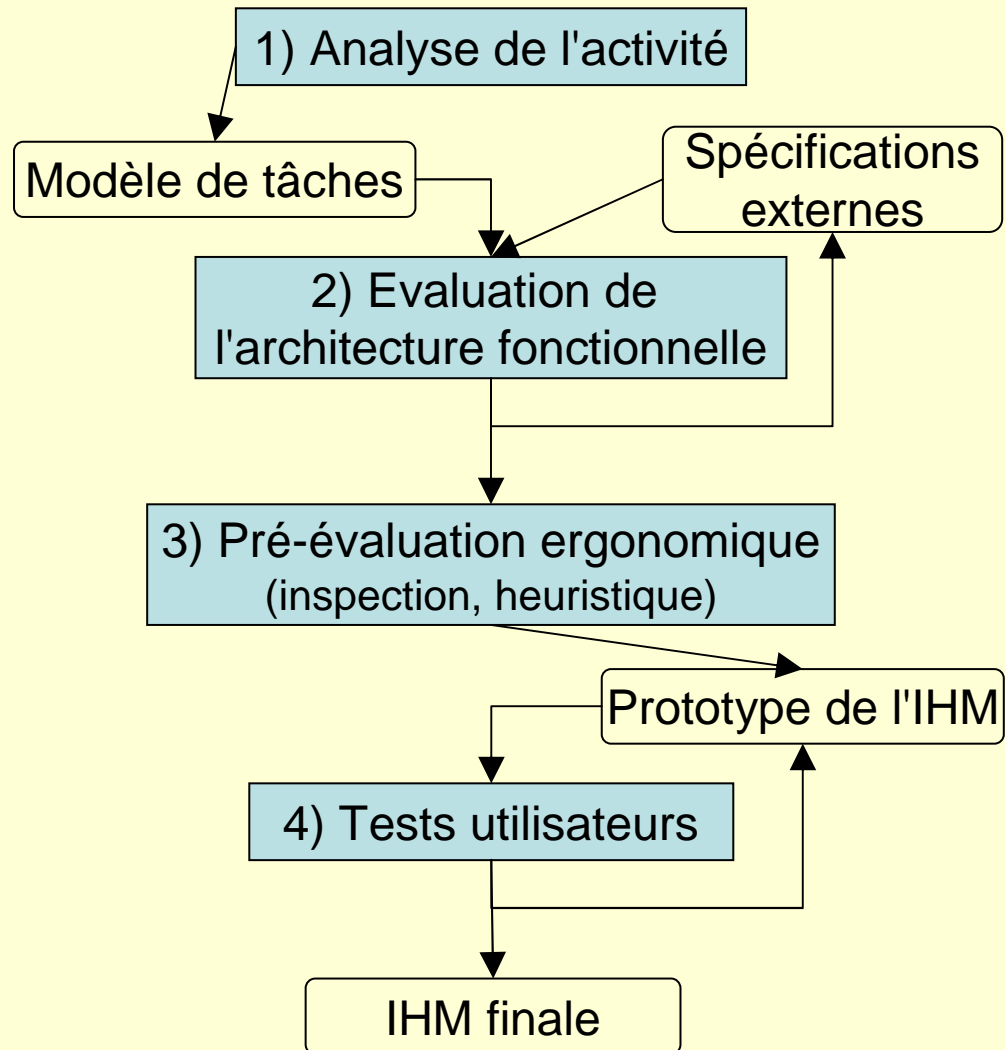 1) Analyse de l'activité
Modèle de tâches
Spécifications
externes
2) Evaluation de
l'architecture fonctionnelle
3) Pré-évaluation ergonomique
(inspection, heuristique)
Prototype de l'IHM
4) Tests utilisateurs
IHM finale